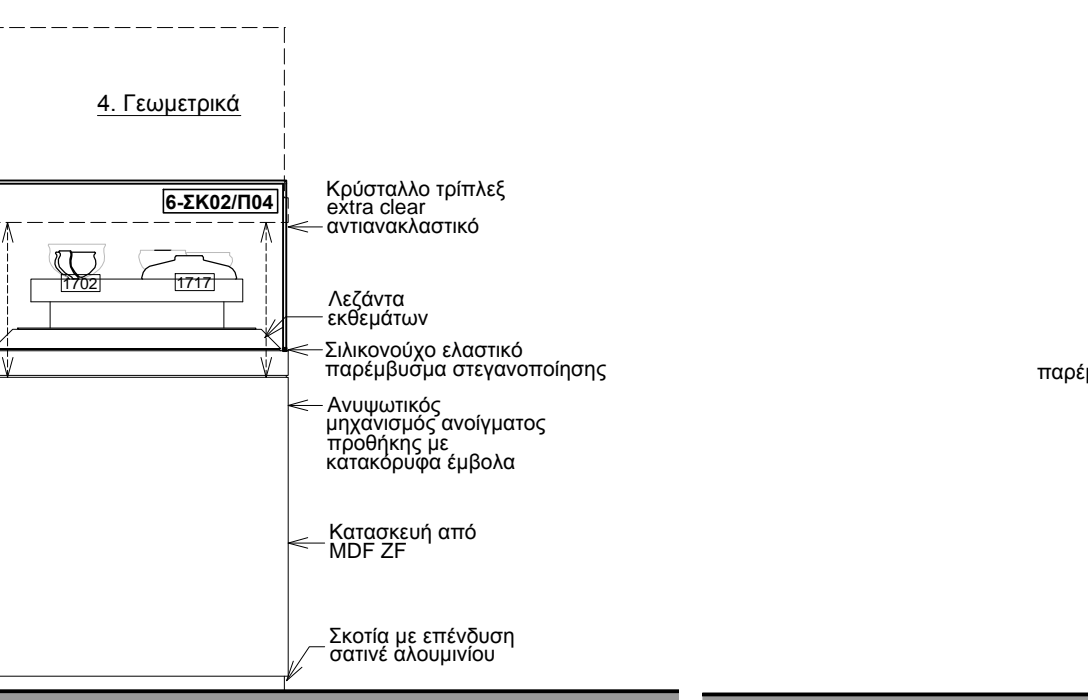 4. Γεωμετρικά
6-ΣΚ02/Π04
Κρύσταλλο τρίπλεξ
extra clear
αντιανακλαστικό
1702
1717
Λεζάντα
εκθεμάτων
Σιλικονούχο ελαστικό
παρέμβυσμα στεγανοποίησης
Ανυψωτικός
μηχανισμός ανοίγματος
προθήκης με
κατακόρυφα έμβολα
Κατασκευή από
MDF ZF
Σκοτία με επένδυση
σατινέ αλουμινίου